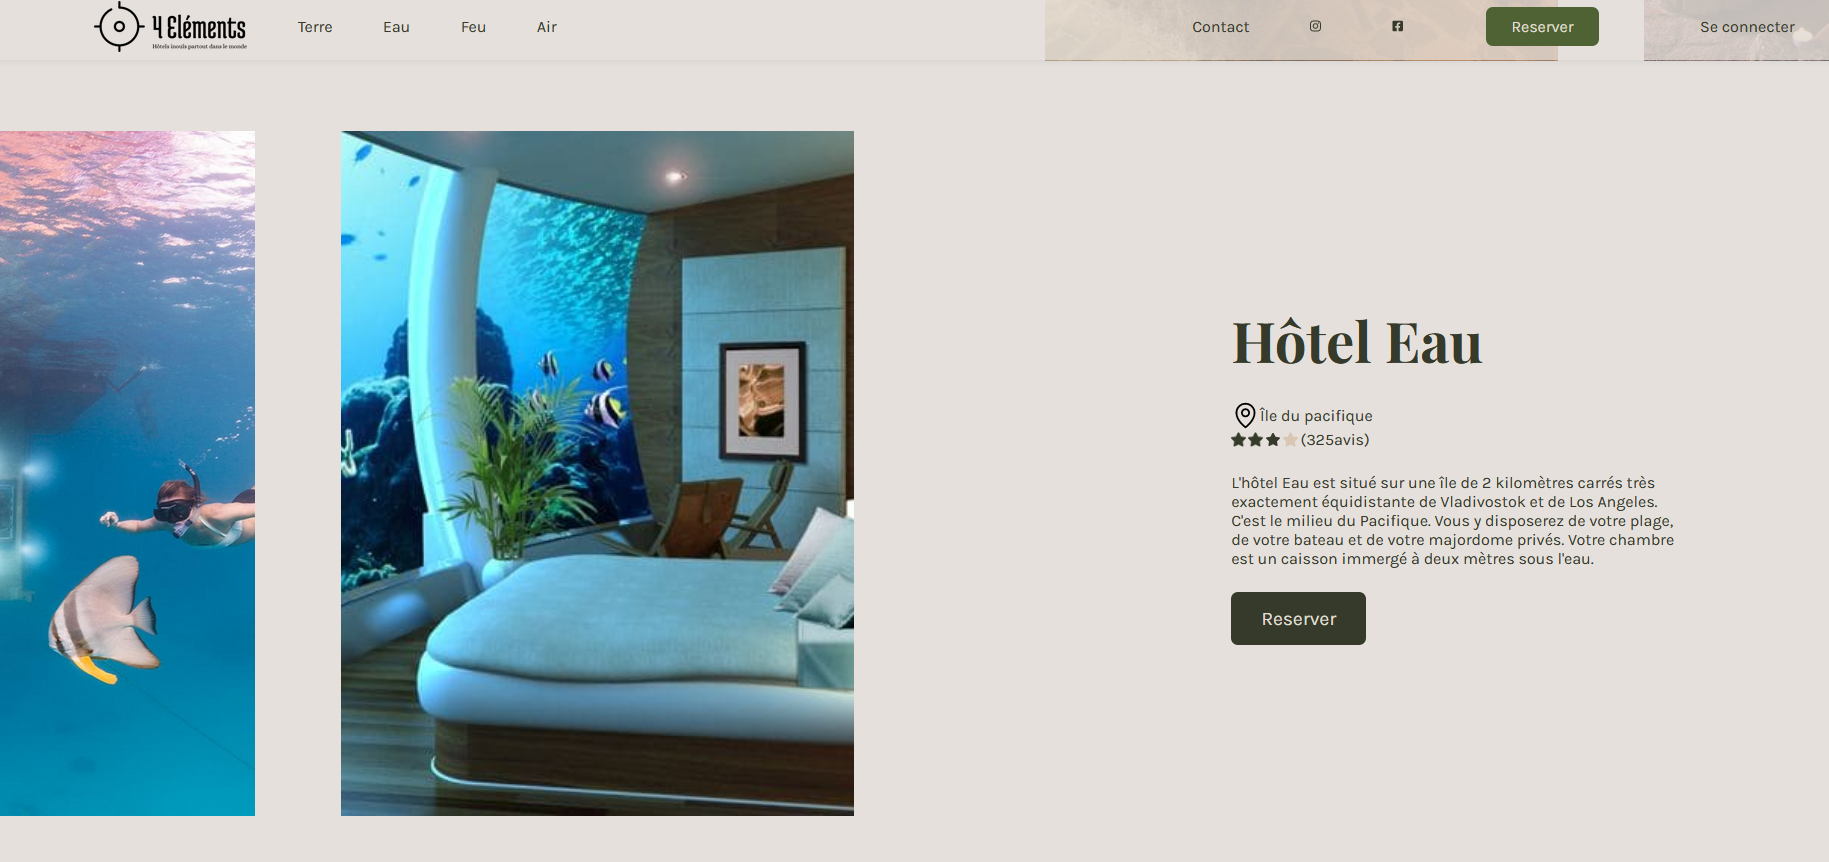 4 Eléments
Hôtels inouïs partout dans le monde
Terre
Eau
Feu
Air
Contact
Reserver
Se connecter
Hôtel Eau
Île du pacifique
(325avis)
L'hôtel Eau est situé sur une île de 2 kilomètres carrés très
exactement équidistante de Vladivostok et de Los Angeles.
C'est le milieu du Pacifique. Vous y disposerez de votre plage,
de votre bateau et de votre majordome privés. Votre chambre
est un caisson immergé à deux mètres sous l'eau.
Reserver